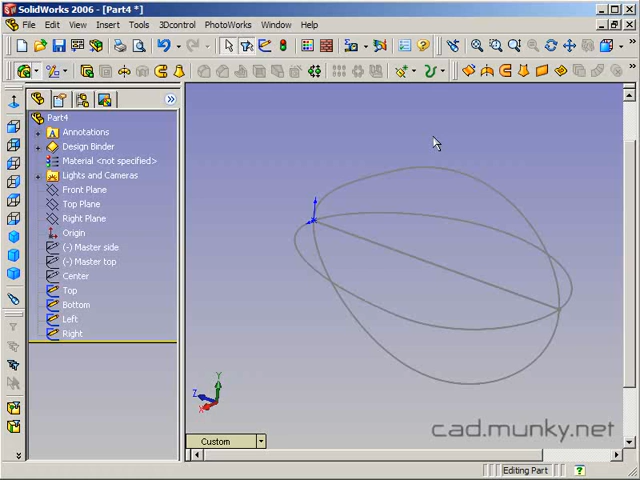 SolidWorks 2006 - [Part4 *]
File Edit View Insert Tools 3Dcontrol PhotoWorks Window Help
Part4
Annotations
Design Binder
Material <not specified>
Lights and Cameras
Front Plane
Top Plane
Right Plane
Origin
(-) Master side
(-) Master top
Center
Top
Bottom
Left
Right
Y
Z
X
cad.munky.net
Custom
Editing Part